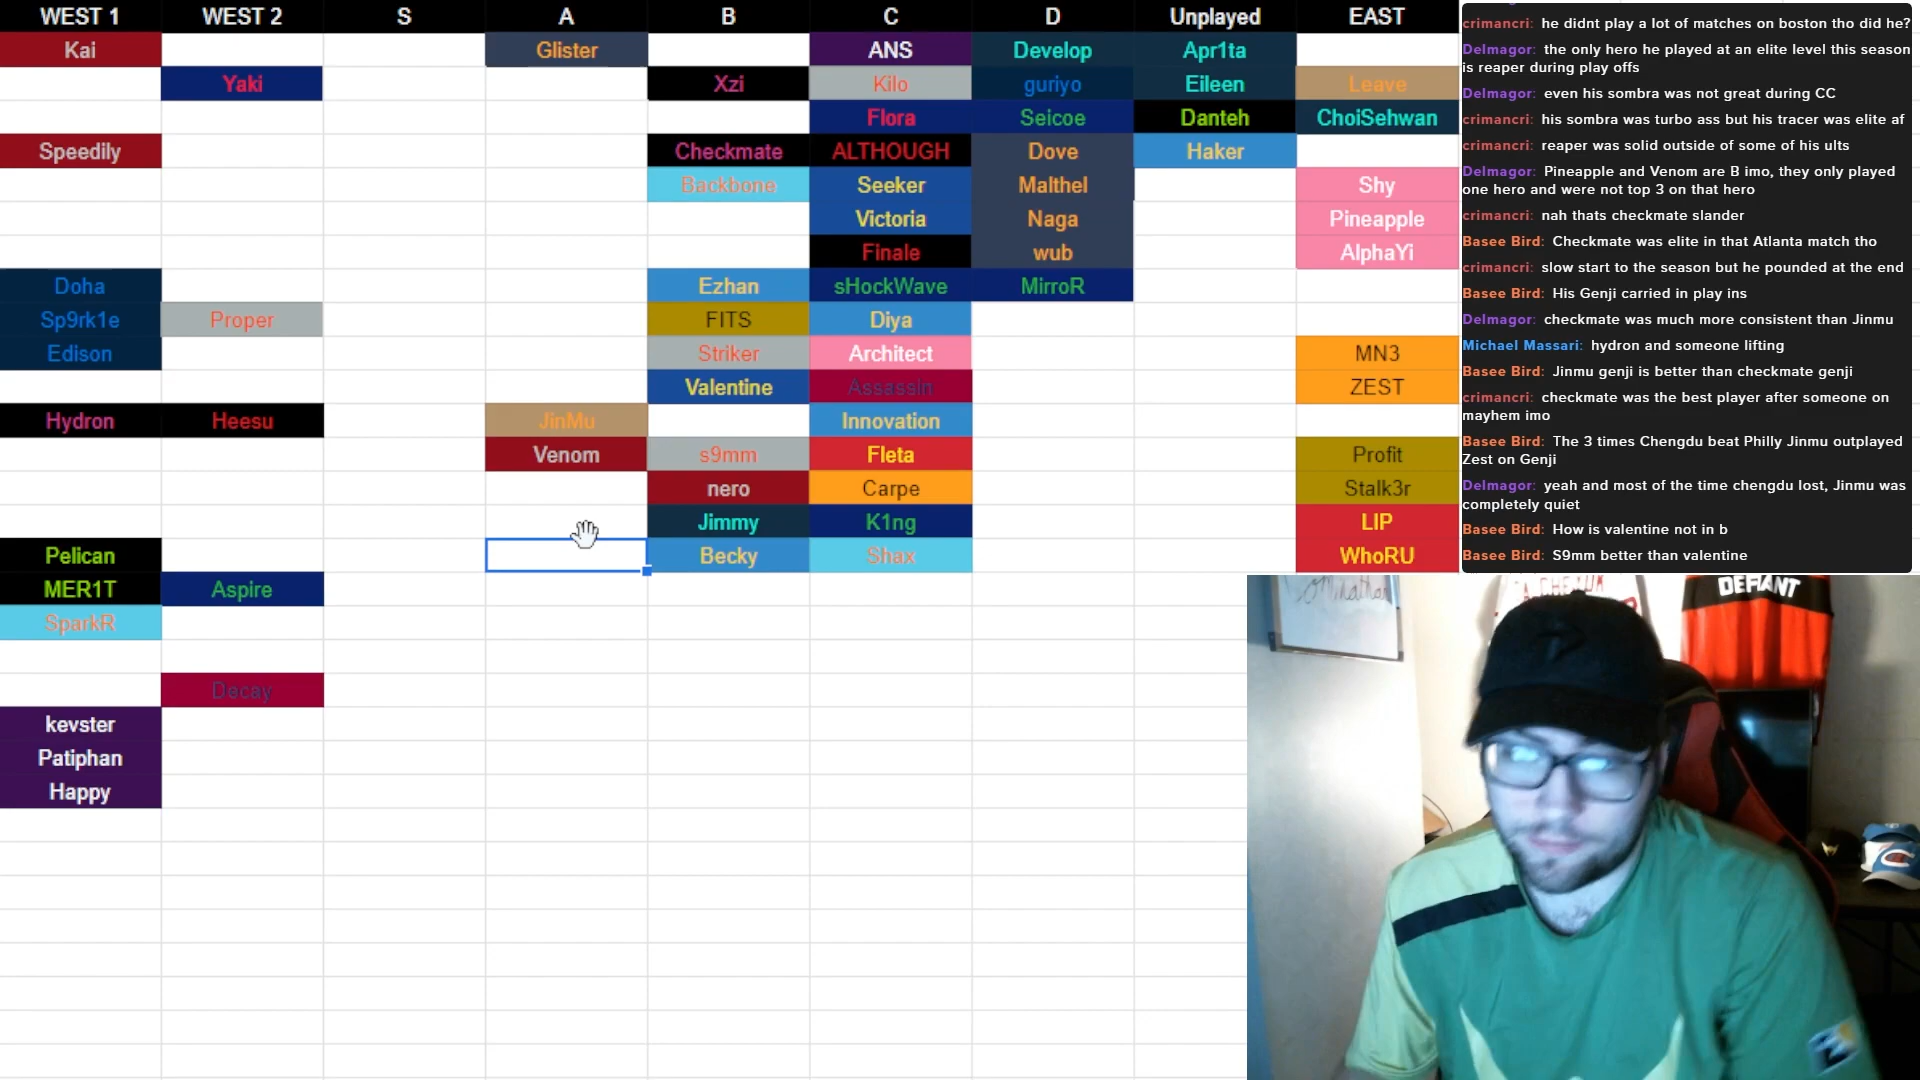 WEST 1 WEST 2 S A B C D Unplayed EAST
Kai Glister ANS Develop Apr1ta
Yaki Xzi Kilo guriyo Eileen Leave
Flora Seicoe Danteh ChoiSehwan
Speedily Checkmate ALTHOUGH Dove Haker
Backbone Seeker Malthel Shy
Victoria Naga Pineapple
Finale wub AlphaYi
Doha Ezhan sHockWave MirroR
Sp9rk1e Proper FITS Diya
Edison Striker Architect MN3
Valentine Assassin ZEST
Hydron Heesu JinMu Innovation
Venom s9mm Fleta Profit
nero Carpe Stalk3r
Jimmy K1ng LIP
Pelican Becky Shax WhoRU
MER1T Aspire
SparkR
Decay
kevster
Patiphan
Happy
crimancri: he didnt play a lot of matches on boston tho did he?
Delmagor: the only hero he played at an elite level this season
is reaper during play offs
Delmagor: even his sombra was not great during CC
crimancri: his sombra was turbo ass but his tracer was elite af
crimancri: reaper was solid outside of some of his ults
Delmagor: Pineapple and Venom are B imo, they only played
one hero and were not top 3 on that hero
crimancri: nah thats checkmate slander
Basee Bird: Checkmate was elite in that Atlanta match tho
crimancri: slow start to the season but he pounded at the end
Basee Bird: His Genji carried in play ins
Delmagor: checkmate was much more consistent than Jinmu
Michael Massari: hydron and someone lifting
Basee Bird: Jinmu genji is better than checkmate genji
crimancri: checkmate was the best player after someone on
mayhem imo
Basee Bird: The 3 times Chengdu beat Philly Jinmu outplayed
Zest on Genji
Delmagor: yeah and most of the time chengdu lost, Jinmu was
completely quiet
Basee Bird: How is valentine not in b
Basee Bird: S9mm better than valentine
DEFIANT